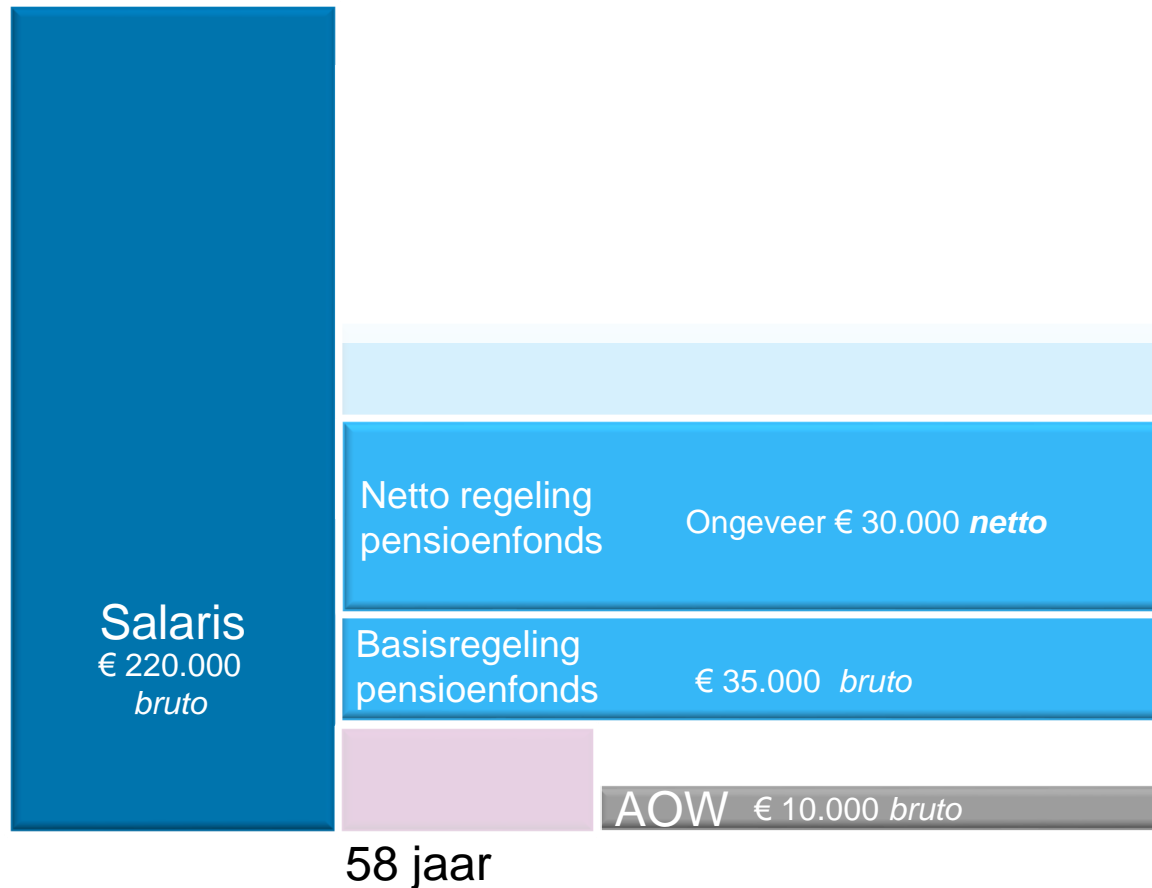 Netto regeling
pensioenfonds
Ongeveer € 30.000 netto
Salaris
€ 220.000
bruto
Basisregeling
pensioenfonds
€ 35.000 bruto
AOW € 10.000 bruto
58 jaar